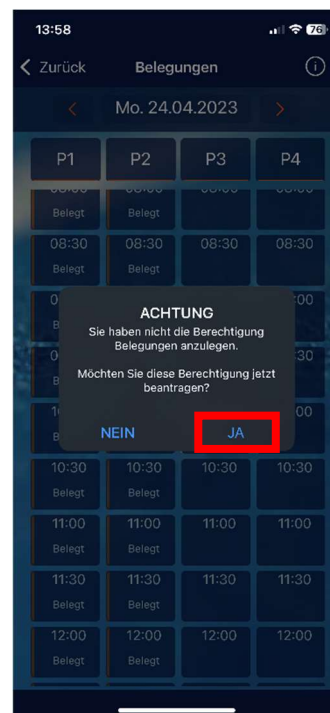 13:58
76
Zurück
Belegungen
Mo. 24.04.2023
P1 P2 P3 P4
Belegt Belegt
08:30 08:30 08:30 08:30
Belegt Belegt
ACHTUNG
Sie haben nicht die Berechtigung
Belegungen anzulegen.
Möchten Sie diese Berechtigung jetzt
beantragen?
NEIN JA
10:30 10:30 10:30 10:30
Belegt Belegt
11:00 11:00 11:00 11:00
Belegt Belegt
11:30 11:30 11:30 11:30
Belegt Belegt
12:00 12:00 12:00 12:00
Belegt Belegt